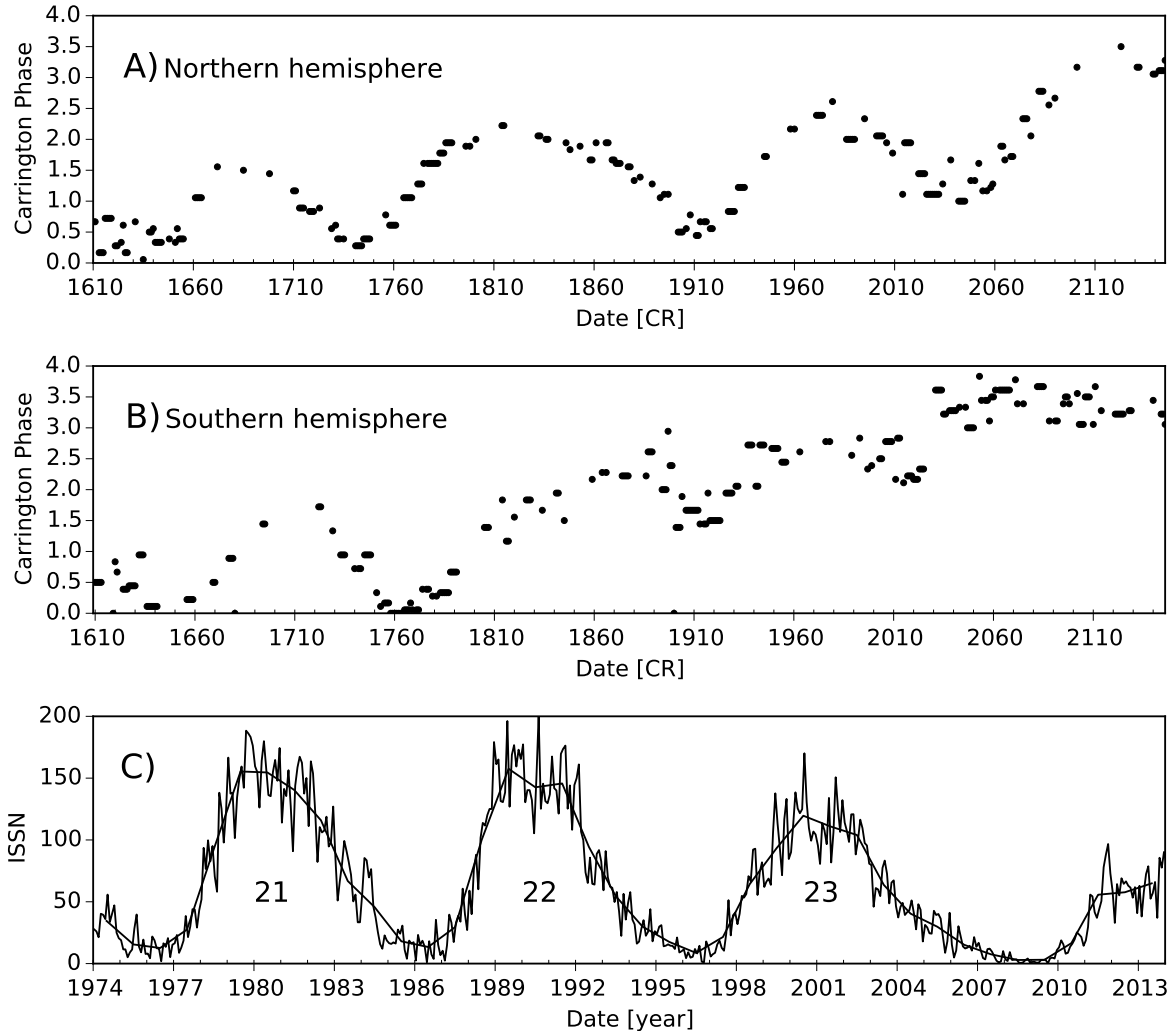 4.0
3.5
3.0
2.5
2.0
1.5
1.0
0.5
0.0
Carrington Phase
A) Northern hemisphere
1610 1660 1710 1760 1810 1860 1910 1960 2010 2060 2110
Date [CR]
4.0
3.5
3.0
2.5
2.0
1.5
1.0
0.5
0.0
Carrington Phase
B) Southern hemisphere
1610 1660 1710 1760 1810 1860 1910 1960 2010 2060 2110
Date [CR]
200
150
100
50
0
ISSN
C)
21 22 23
1974 1977 1980 1983 1986 1989 1992 1995 1998 2001 2004 2007 2010 2013
Date [year]